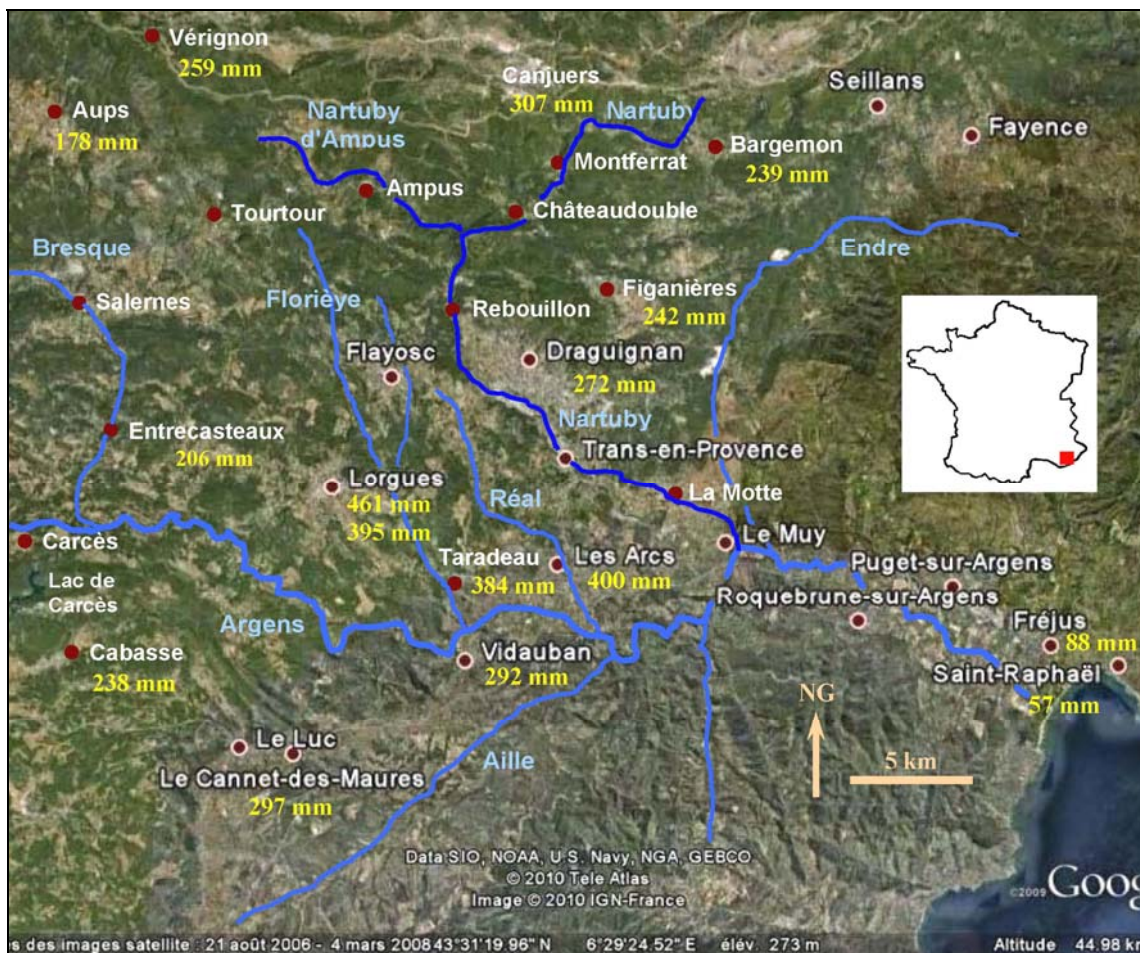 Vérignon
259 mm
Canjuers
307 mm
Seillans
Aups
178 mm
Nartuby
d'Ampus
Nartuby
Fayence
Bargemon
239 mm
Montferrat
Ampus
Châteaudouble
Tourtour
Bresque
Endre
Salernes
Florièye
Figanières
242 mm
Rebouillon
Flayosc
Draguignan
272 mm
Nartuby
Entrecasteaux
206 mm
Trans-en-Provence
Lorgues
461 mm
395 mm
Réal
La Motte
Carcès
Le Muy
Lac de
Carcès
Taradeau
384 mm
Les Arcs
400 mm
Puget-sur-Argens
Roquebrune-sur-Argens
Argens
Fréjus
88 mm
Cabasse
238 mm
Vidauban
292 mm
Saint-Raphaël
57 mm
NG
Le Luc
Aille
5 km
Le Cannet-des-Maures
297 mm
Data SIO, NOAA, U.S. Navy, NGA, GEBCO
© 2010 Tele Atlas
Image © 2010 IGN-France
©2009 Goog
es des images satellite : 21 août 2006 - 4 mars 2008 43°31'19.96" N 6°29'24.52" E élév. 273 m Altitude 44.98 km